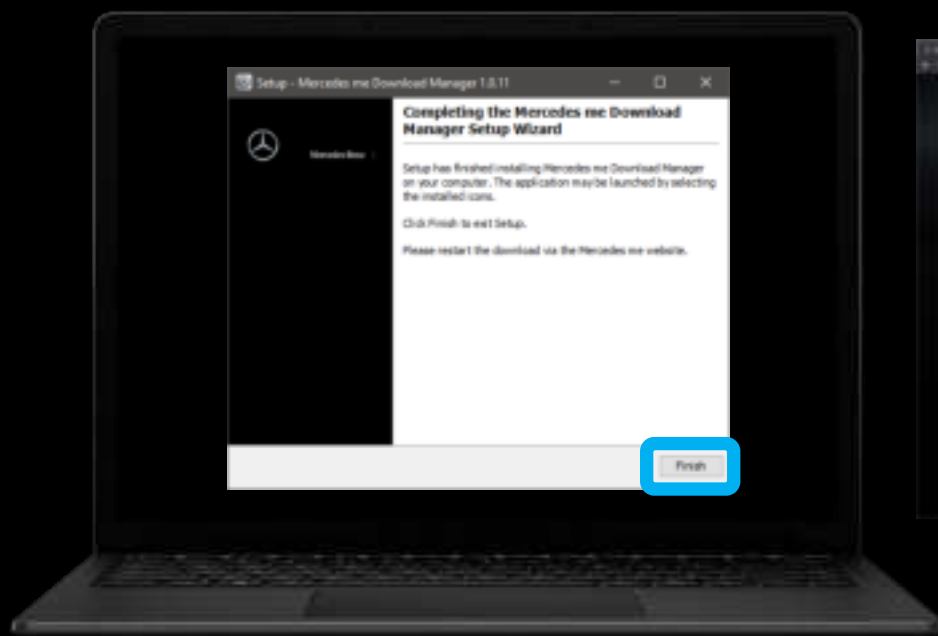 Setup - Mercedes me Download Manager 1.0.11
Completing the Mercedes me Download
Manager Setup Wizard
Mercedes-Benz
Setup has finished installing Mercedes me Download Manager
on your computer. The application may be launched by selecting
the installed icons.
Click Finish to exit Setup.
Please restart the download via the Mercedes me website.
Finish